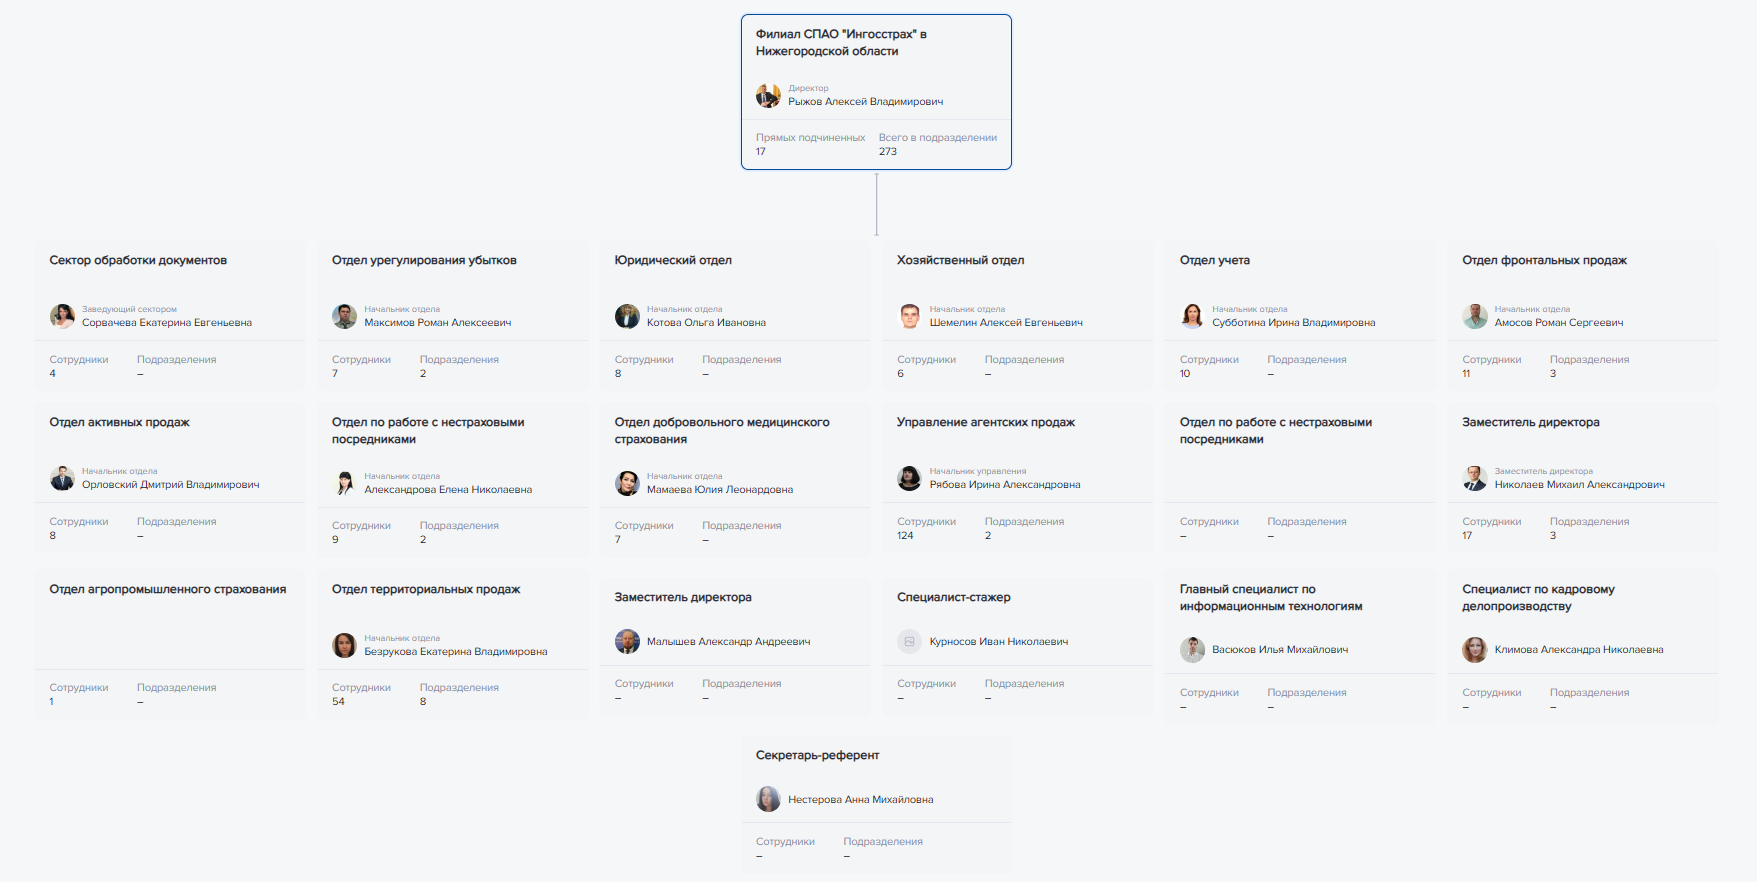 Филиал СПАО "Ингосстрах" в
Нижегородской области
Директор
Рыжов Алексей Владимирович
Прямых подчиненных Всего в подразделении
17 273
Сектор обработки документов
Заведующий сектором
Сорвачева Екатерина Евгеньевна
Сотрудники Подразделения
4 –
Отдел урегулирования убытков
Начальник отдела
Максимов Роман Алексеевич
Сотрудники Подразделения
7 2
Юридический отдел
Начальник отдела
Котова Ольга Ивановна
Сотрудники Подразделения
8 –
Хозяйственный отдел
Начальник отдела
Шемелин Алексей Евгеньевич
Сотрудники Подразделения
6 –
Отдел учета
Начальник отдела
Субботина Ирина Владимировна
Сотрудники Подразделения
10 –
Отдел фронтальных продаж
Начальник отдела
Амосов Роман Сергеевич
Сотрудники Подразделения
11 3
Отдел активных продаж
Начальник отдела
Орловский Дмитрий Владимирович
Сотрудники Подразделения
8 –
Отдел по работе с нестраховыми
посредниками
Начальник отдела
Александрова Елена Николаевна
Сотрудники Подразделения
9 2
Отдел добровольного медицинского
страхования
Начальник отдела
Мамаева Юлия Леонардовна
Сотрудники Подразделения
7 –
Управление агентских продаж
Начальник управления
Рябова Ирина Александровна
Сотрудники Подразделения
124 2
Отдел по работе с нестраховыми
посредниками
Сотрудники Подразделения
– –
Заместитель директора
Заместитель директора
Николаев Михаил Александрович
Сотрудники Подразделения
17 3
Отдел агропромышленного страхования
Сотрудники Подразделения
1 –
Отдел территориальных продаж
Начальник отдела
Безрукова Екатерина Владимировна
Сотрудники Подразделения
54 8
Заместитель директора
Малышев Александр Андреевич
Сотрудники Подразделения
– –
Специалист-стажер
Курносов Иван Николаевич
Сотрудники Подразделения
– –
Главный специалист по
информационным технологиям
Васюков Илья Михайлович
Сотрудники Подразделения
– –
Специалист по кадровому
делопроизводству
Климова Александра Николаевна
Сотрудники Подразделения
– –
Секретарь-референт
Нестерова Анна Михайловна
Сотрудники Подразделения
– –